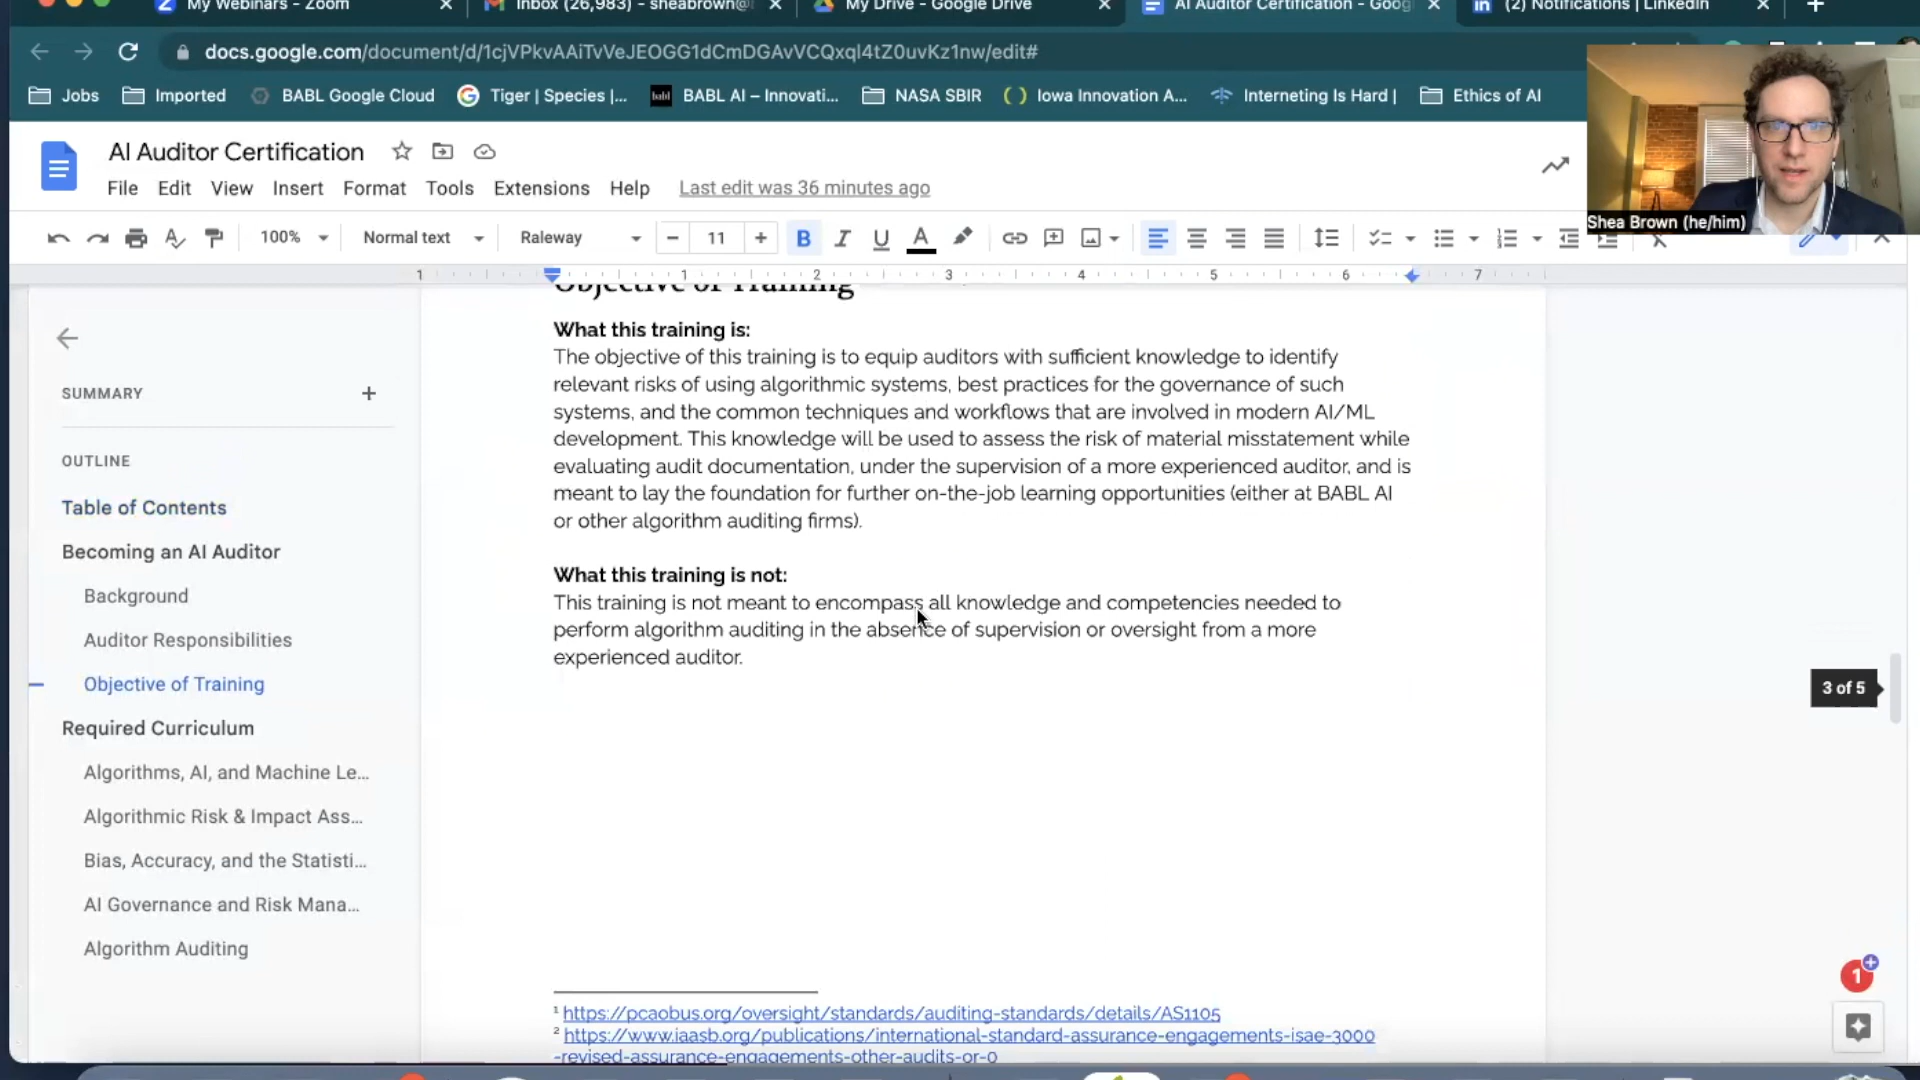 My Webinars - Zoom
Inbox (26,983) - sheabrown@
My Drive - Google Drive
AI Auditor Certification - Goog
(2) Notifications | LinkedIn
docs.google.com/document/d/1cjVPkvAAiTvVeJEOGG1dCmDGAvVCQxql4tZ0uvKz1nw/edit#
Jobs
Imported
BABL Google Cloud
Tiger | Species |...
babl
BABL AI – Innovati...
NASA SBIR
Iowa Innovation A...
Interneting Is Hard |
Ethics of AI
AI Auditor Certification
File Edit View Insert Format Tools Extensions Help Last edit was 36 minutes ago
Shea Brown (he/him)
100% Normal text Raleway 11 B I U A
1 1 2 3 4 5 6 7
Objective of Training
SUMMARY
OUTLINE
Table of Contents
Becoming an AI Auditor
Background
Auditor Responsibilities
Objective of Training
Required Curriculum
Algorithms, AI, and Machine Le...
Algorithmic Risk & Impact Ass...
Bias, Accuracy, and the Statisti...
AI Governance and Risk Mana...
Algorithm Auditing
What this training is:
The objective of this training is to equip auditors with sufficient knowledge to identify
relevant risks of using algorithmic systems, best practices for the governance of such
systems, and the common techniques and workflows that are involved in modern AI/ML
development. This knowledge will be used to assess the risk of material misstatement while
evaluating audit documentation, under the supervision of a more experienced auditor, and is
meant to lay the foundation for further on-the-job learning opportunities (either at BABL AI
or other algorithm auditing firms).
What this training is not:
This training is not meant to encompass all knowledge and competencies needed to
perform algorithm auditing in the absence of supervision or oversight from a more
experienced auditor.
3 of 5
1
¹ https://pcaobus.org/oversight/standards/auditing-standards/details/AS1105
² https://www.iaasb.org/publications/international-standard-assurance-engagements-isae-3000
-revised-assurance-engagements-other-audits-or-0